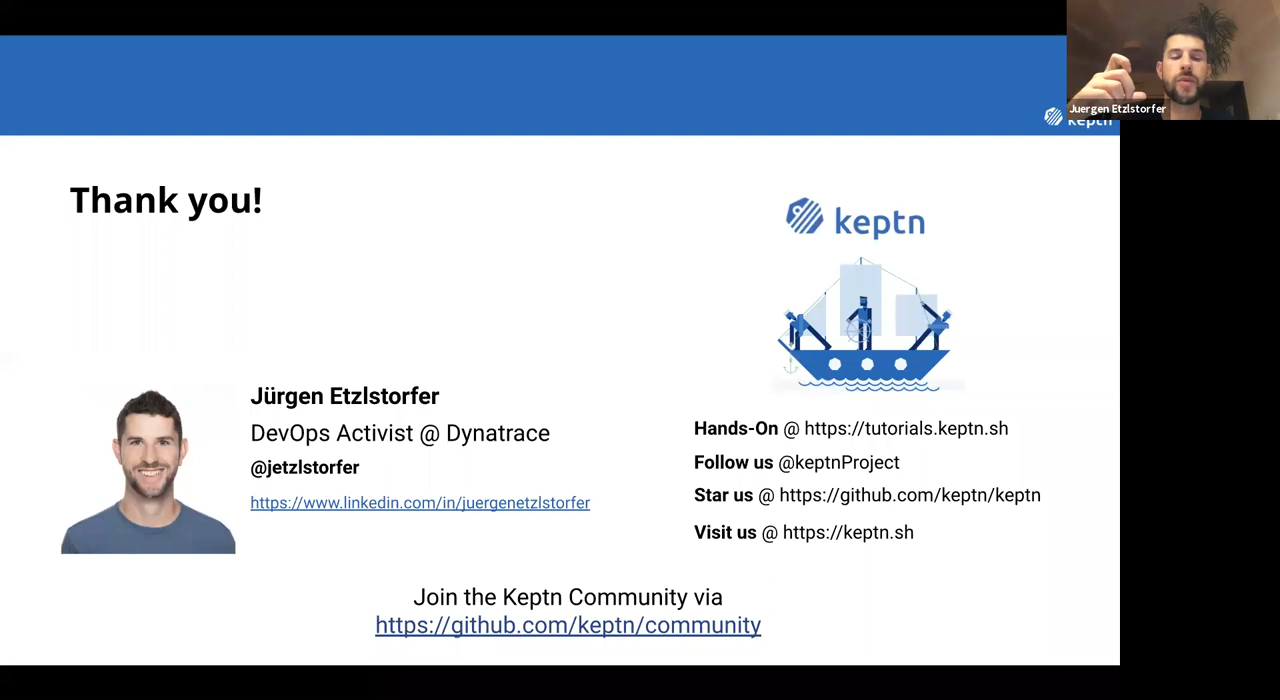 Juergen Etzlstorfer
keptn
Thank you!
keptn
Jürgen Etzlstorfer
DevOps Activist @ Dynatrace
@jetzlstorfer
https://www.linkedin.com/in/juergenetzlstorfer
Hands-On @ https://tutorials.keptn.sh
Follow us @keptnProject
Star us @ https://github.com/keptn/keptn
Visit us @ https://keptn.sh
Join the Keptn Community via
https://github.com/keptn/community